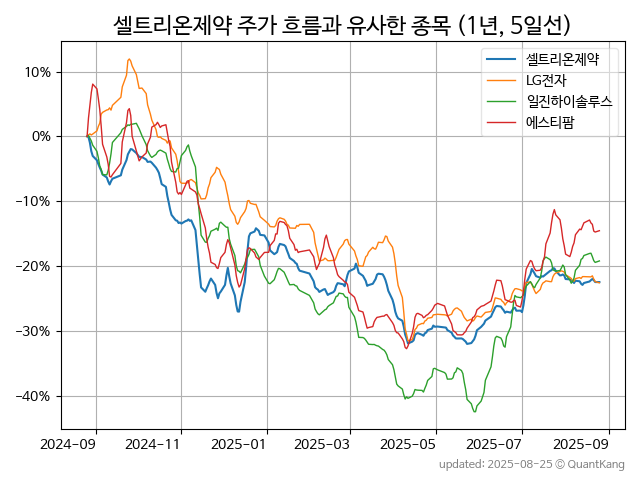 셀트리온제약 주가 흐름과 유사한 종목 (1년, 5일선)
셀트리온제약
LG전자
일진하이솔루스
에스티팜
10%
0%
−10%
−20%
−30%
−40%
2024−09
2024−11
2025−01
2025−03
2025−05
2025−07
2025−09
updated: 2025-08-25 © QuantKang